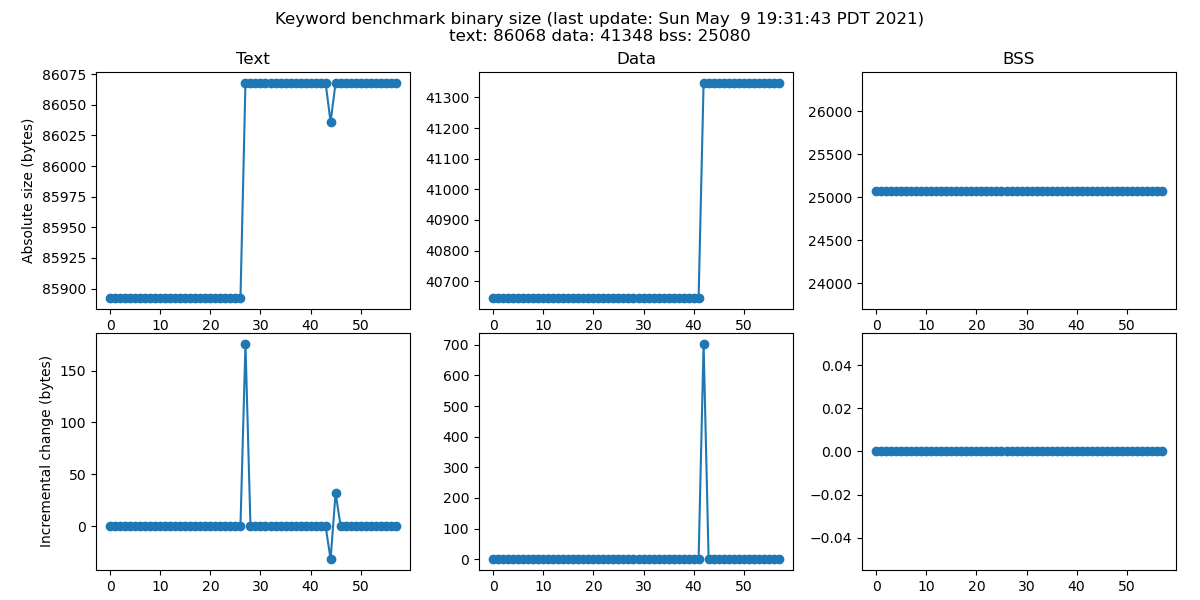 Keyword benchmark binary size (last update: Sun May  9 19:31:43 PDT 2021)
text: 86068 data: 41348 bss: 25080
Text
Data
BSS
Absolute size (bytes)
86075
86050
86025
86000
85975
85950
85925
85900
0 10 20 30 40 50
41300
41200
41100
41000
40900
40800
40700
0 10 20 30 40 50
26000
25500
25000
24500
24000
0 10 20 30 40 50
Incremental change (bytes)
150
100
50
0
0 10 20 30 40 50
700
600
500
400
300
200
100
0
0 10 20 30 40 50
0.04
0.02
0.00
−0.02
−0.04
0 10 20 30 40 50